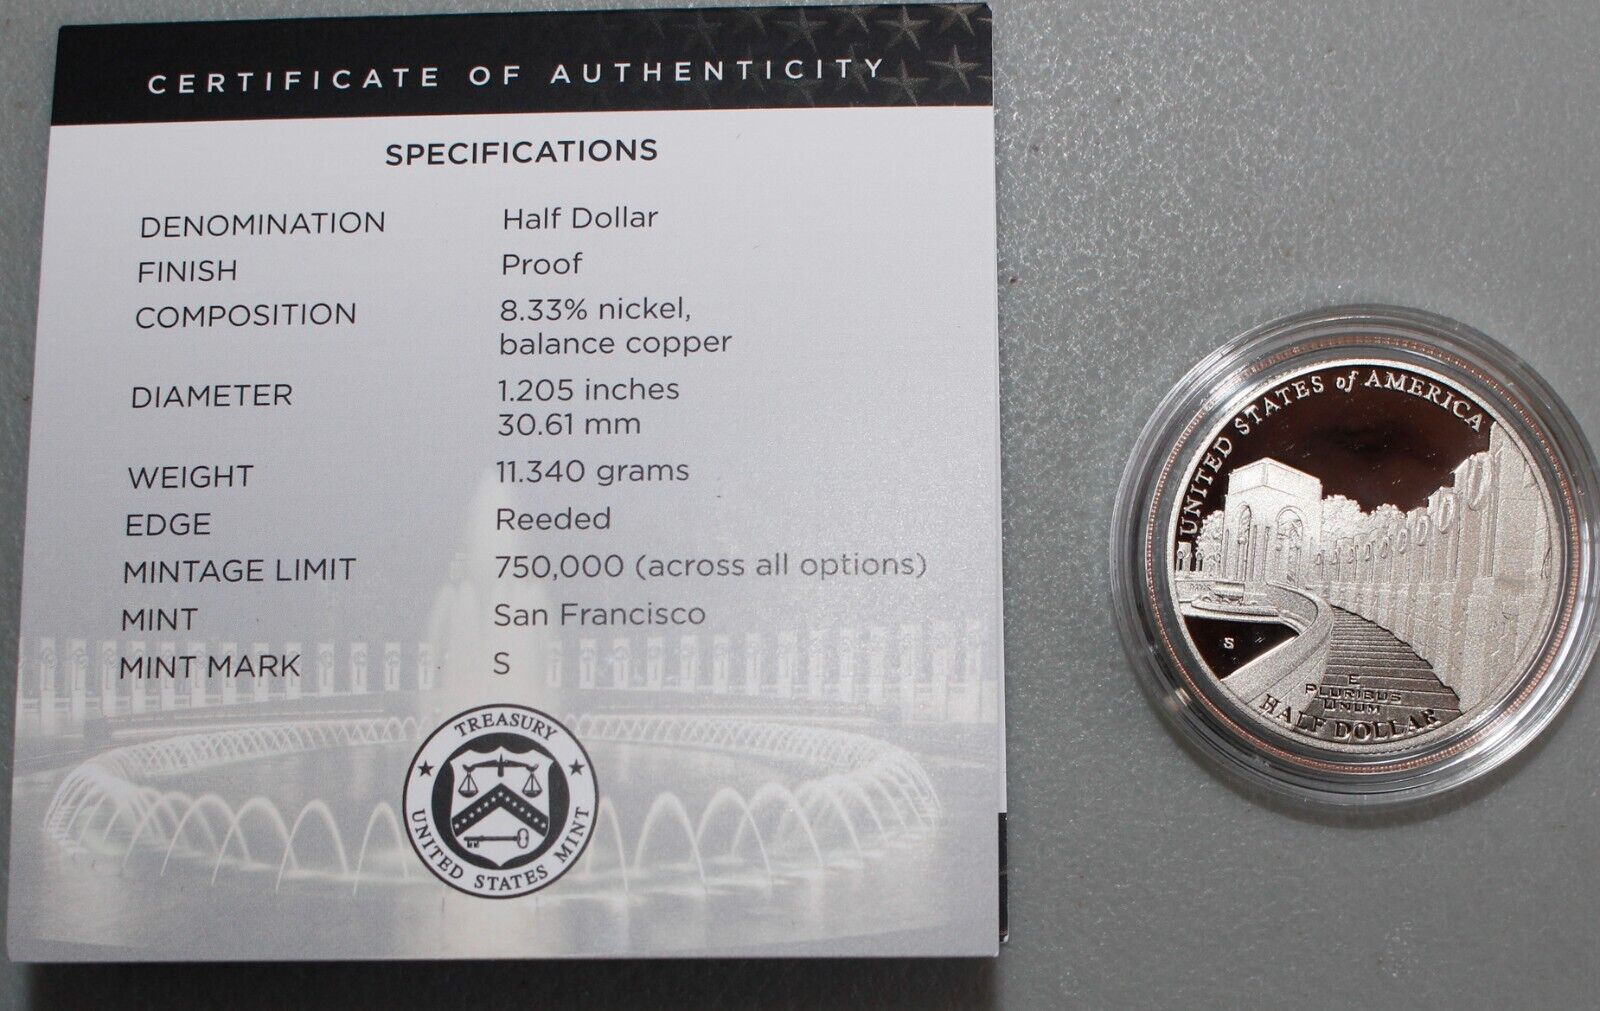 CERTIFICATE OF AUTHENTICITY
SPECIFICATIONS
DENOMINATION Half Dollar
FINISH Proof
COMPOSITION 8.33% nickel,
balance copper
DIAMETER 1.205 inches
30.61 mm
WEIGHT 11.340 grams
EDGE Reeded
MINTAGE LIMIT 750,000 (across all options)
MINT San Francisco
MINT MARK S
TREASURY
UNITED STATES MINT
UNITED STATES of AMERICA
S
E
PLURIBUS
UNUM
HALF DOLLAR